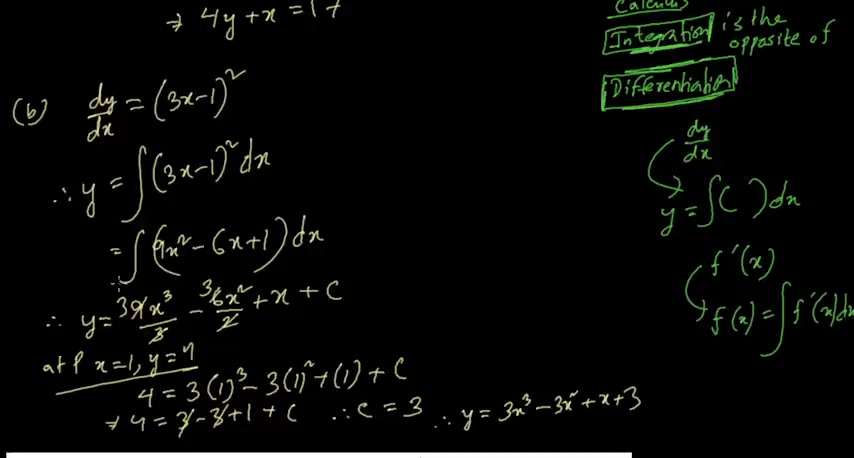 ⇒ 4y + x = 17
(b) dy/dx = (3x-1)²
∴ y = ∫(3x-1)² dx
= ∫(9x² - 6x + 1) dx
∴ y = 3 9x³/3 - 3 6x²/2 + x + C
at P x=1, y=4
4 = 3(1)³ - 3(1)² + (1) + C
⇒ 4 = 3 - 3 + 1 + C ∴ C = 3 ∴ y = 3x³ - 3x² + x + 3
Calculus
Integration is the
opposite of
Differentiation
dy/dx
y = ∫( ) dx
f'(x)
f(x) = ∫f'(x)dx